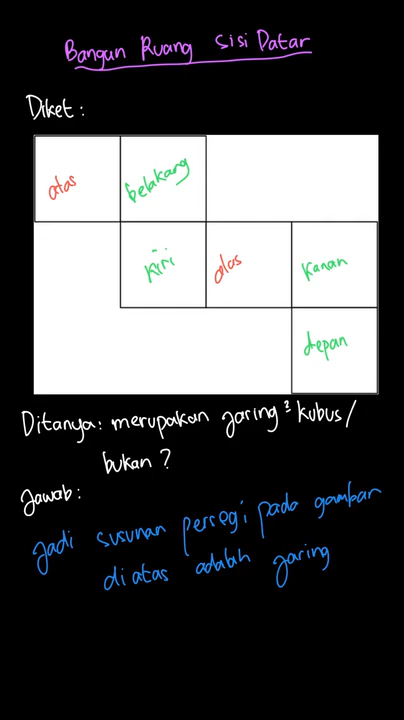 Bangun Ruang Sisi Datar
Diket :
atas belakang
kiri alas kanan
depan
Ditanya : merupakan jaring² kubus/
bukan ?
Jawab :
Jadi susunan persegi pada gambar
di atas adalah jaring